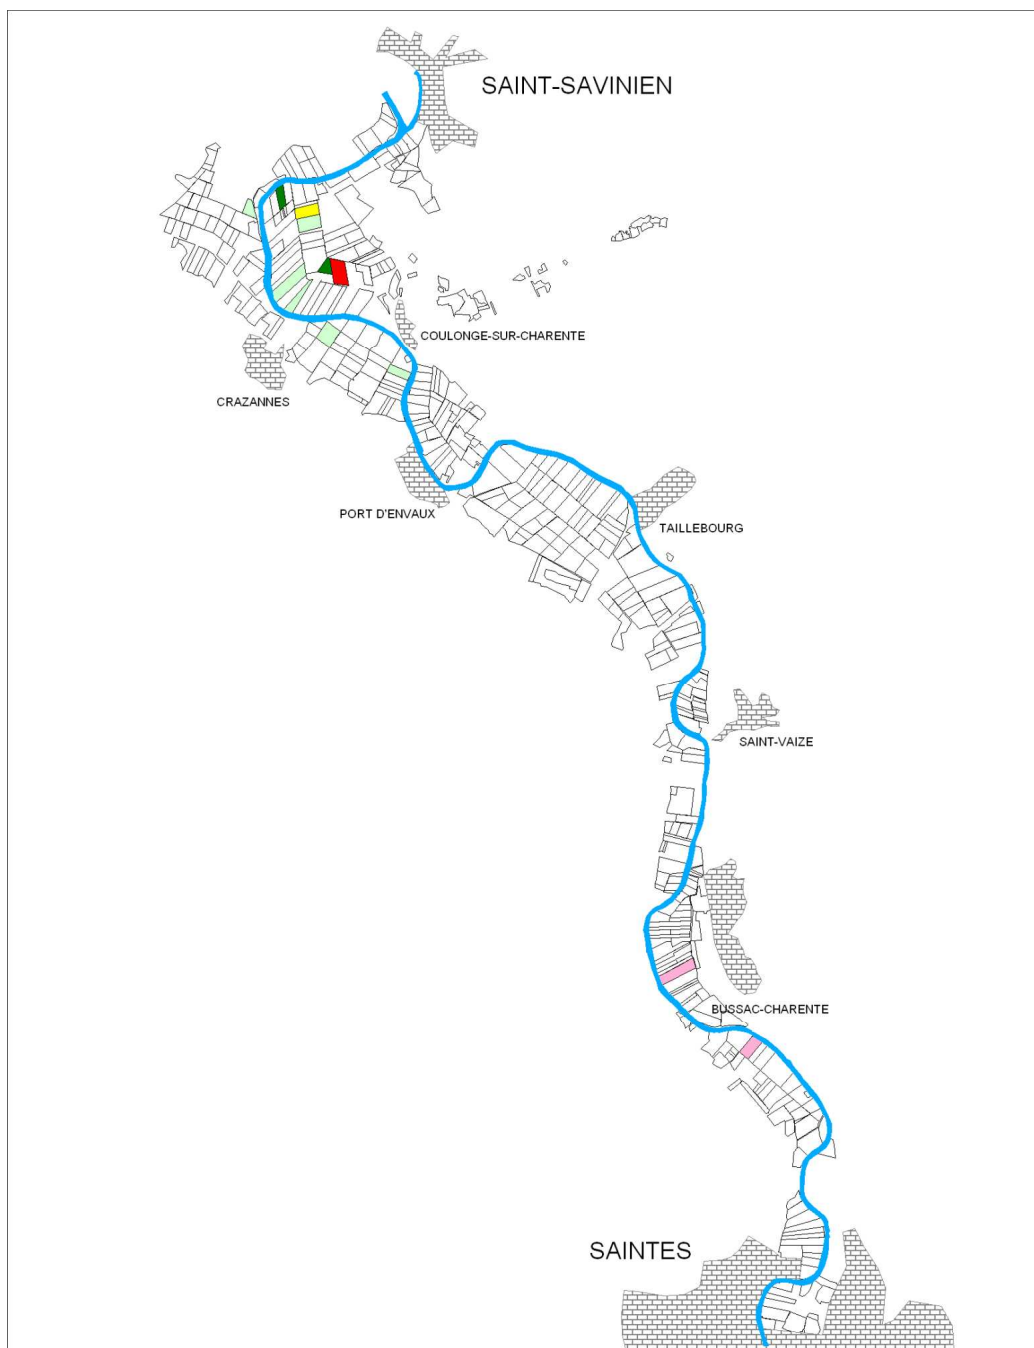 SAINT-SAVINIEN
COULONGE-SUR-CHARENTE
CRAZANNES
PORT D'ENVAUX
TAILLEBOURG
SAINT-VAIZE
BUSSAC-CHARENTE
SAINTES